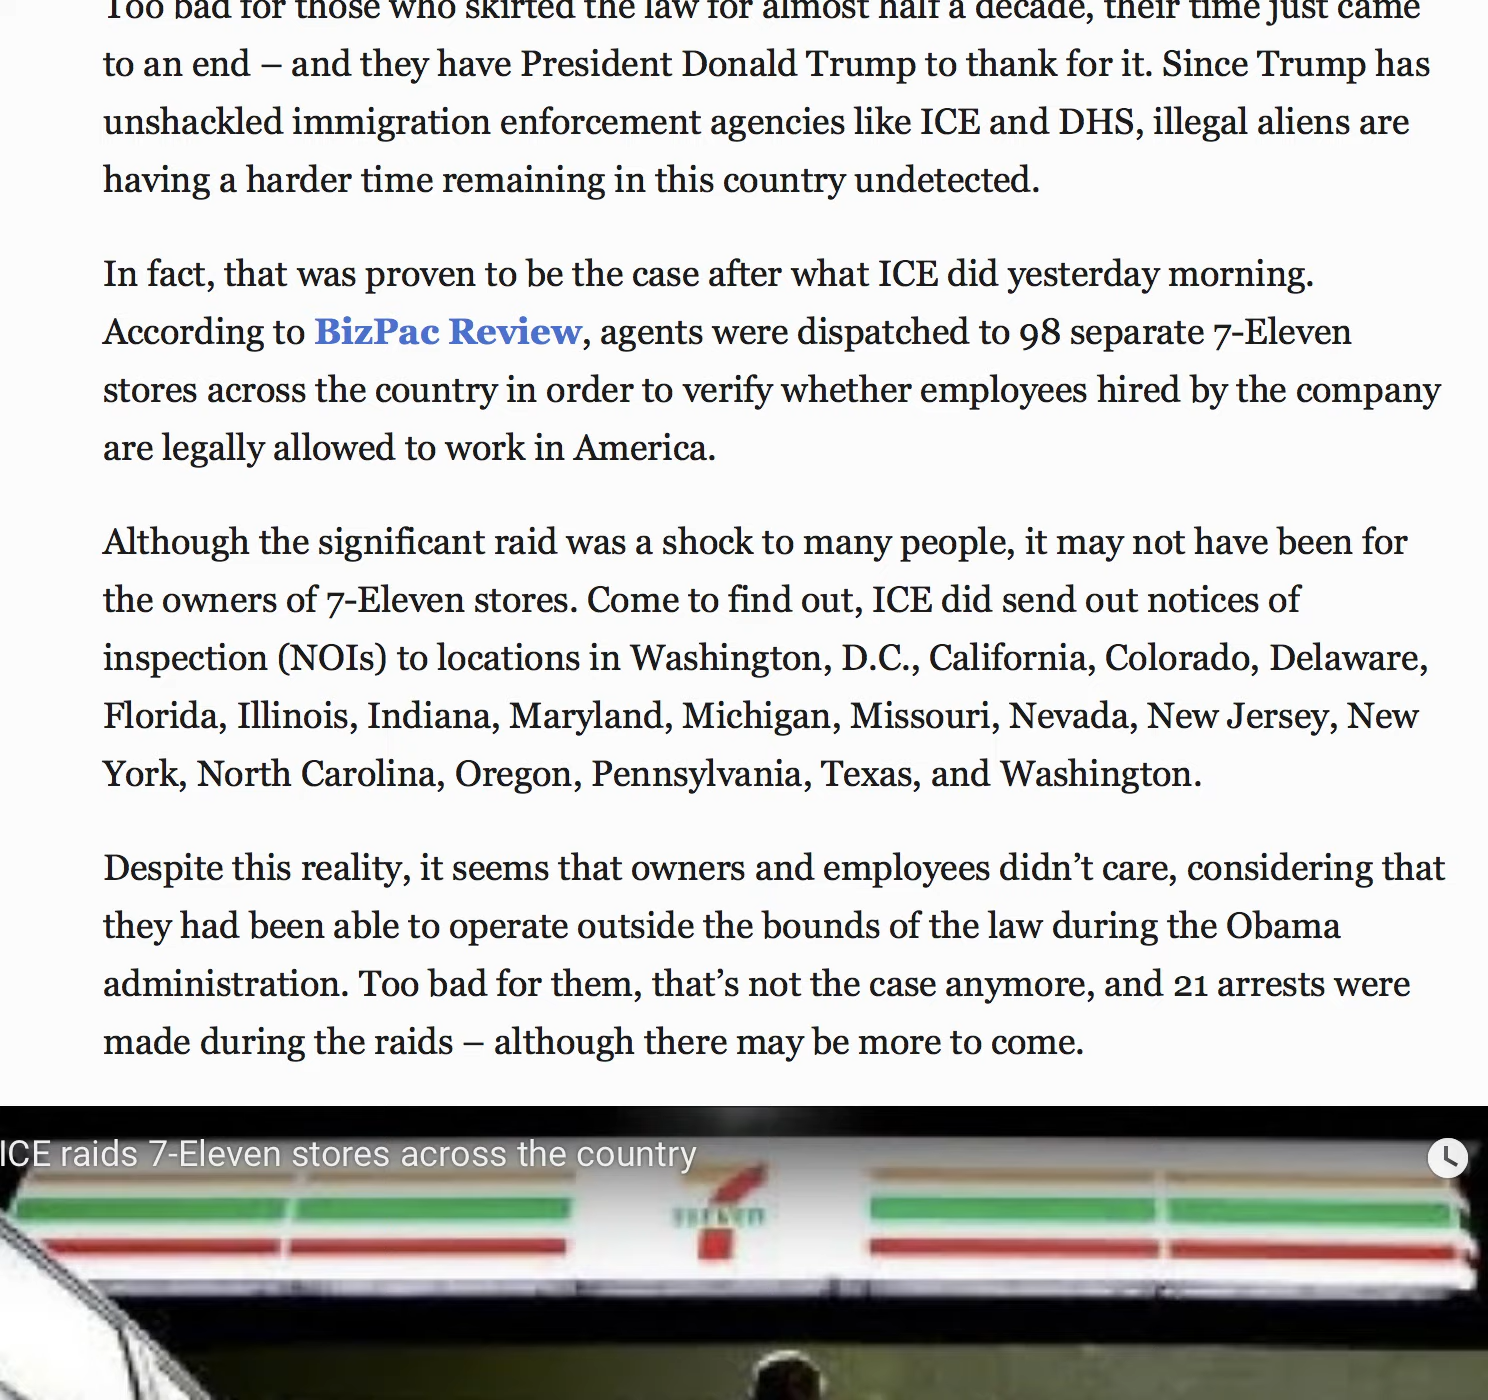 Too bad for those who skirted the law for almost half a decade, their time just came
to an end – and they have President Donald Trump to thank for it. Since Trump has
unshackled immigration enforcement agencies like ICE and DHS, illegal aliens are
having a harder time remaining in this country undetected.
In fact, that was proven to be the case after what ICE did yesterday morning.
According to BizPac Review, agents were dispatched to 98 separate 7-Eleven
stores across the country in order to verify whether employees hired by the company
are legally allowed to work in America.
Although the significant raid was a shock to many people, it may not have been for
the owners of 7-Eleven stores. Come to find out, ICE did send out notices of
inspection (NOIs) to locations in Washington, D.C., California, Colorado, Delaware,
Florida, Illinois, Indiana, Maryland, Michigan, Missouri, Nevada, New Jersey, New
York, North Carolina, Oregon, Pennsylvania, Texas, and Washington.
Despite this reality, it seems that owners and employees didn’t care, considering that
they had been able to operate outside the bounds of the law during the Obama
administration. Too bad for them, that’s not the case anymore, and 21 arrests were
made during the raids – although there may be more to come.
ICE raids 7-Eleven stores across the country
7
ELEVEN